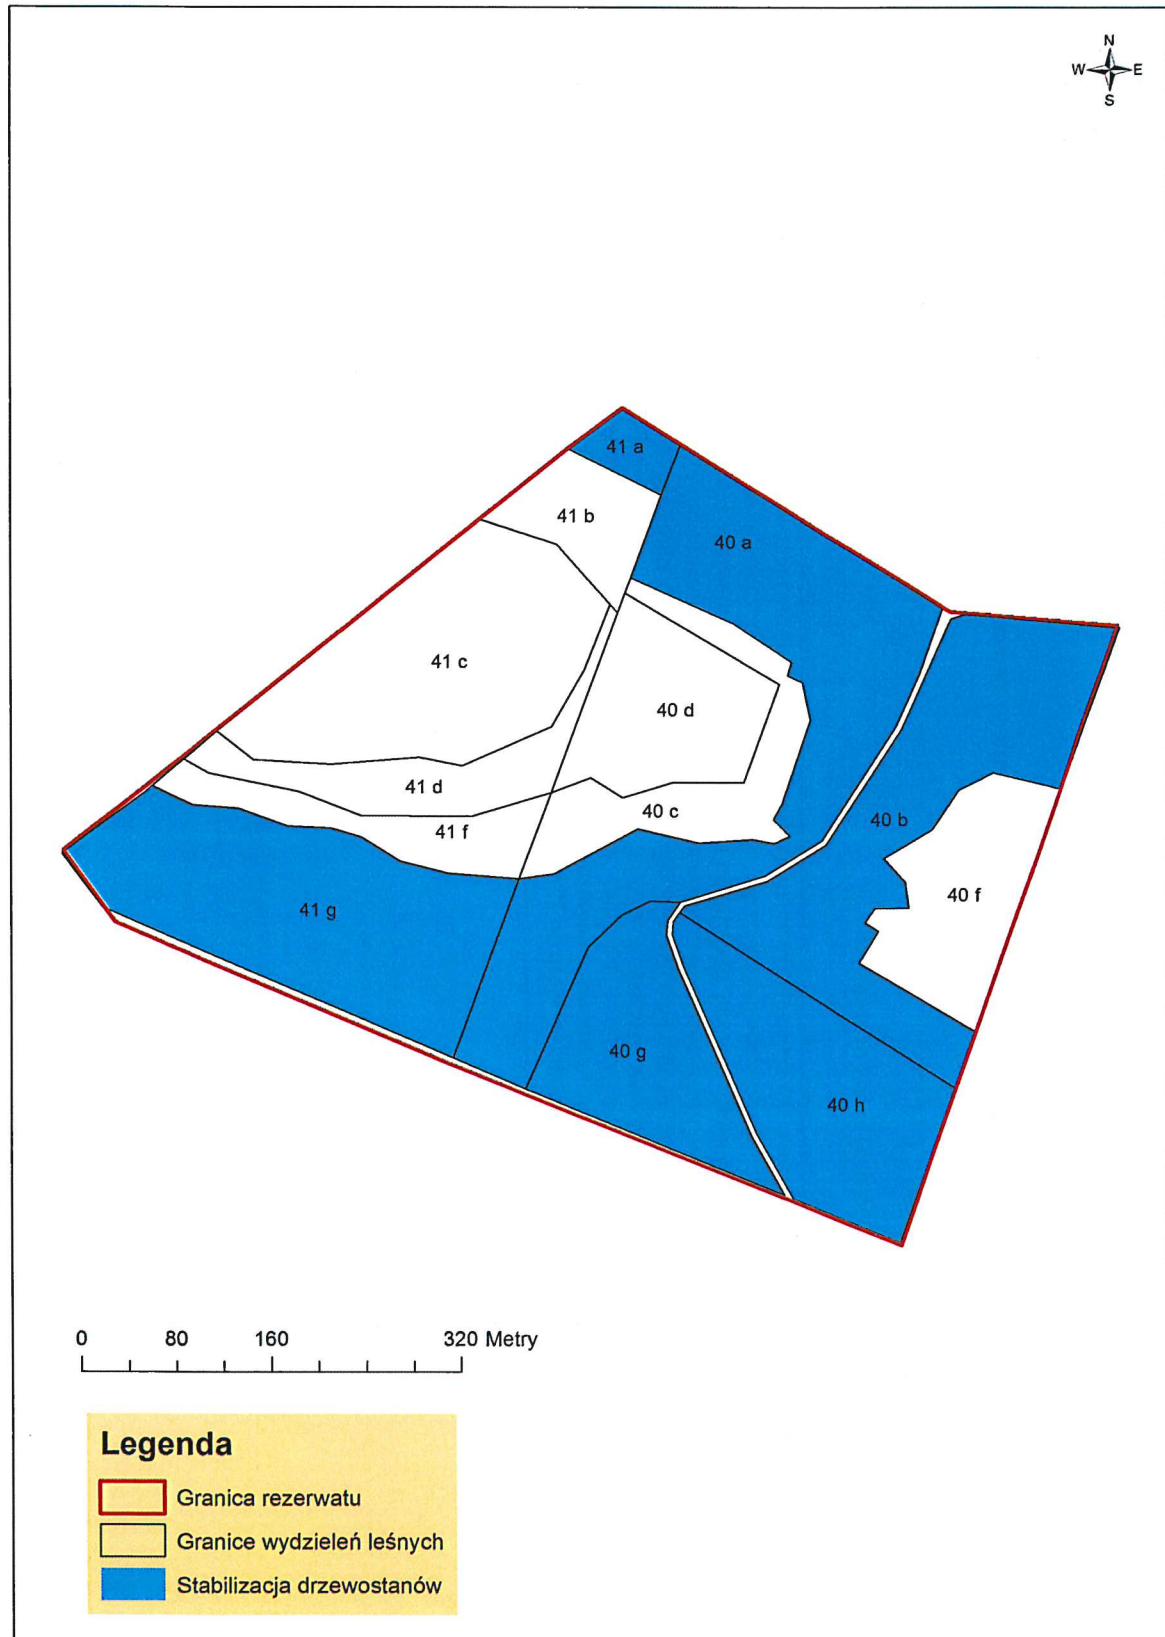 N
W E
S
41 a
41 b
40 a
41 c
40 d
41 d
40 c
41 f
40 b
40 f
41 g
40 g
40 h
0 80 160 320 Metry
Legenda
Granica rezerwatu
Granice wydzieleń leśnych
Stabilizacja drzewostanów